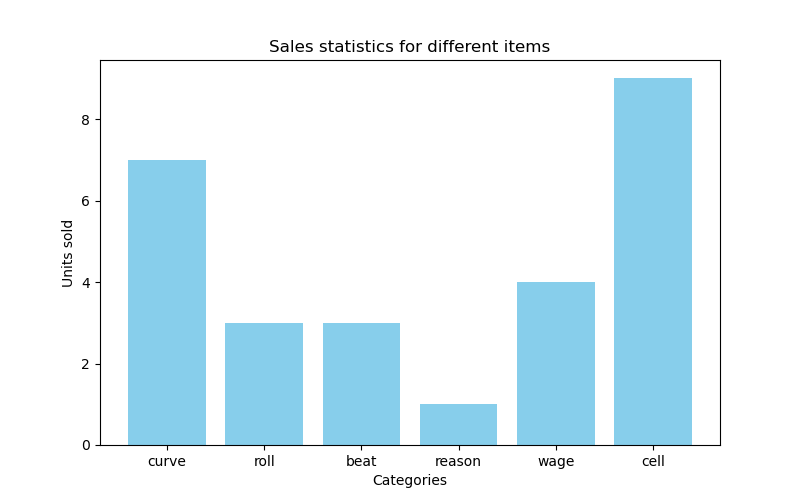 Sales statistics for different items
Units sold
8
6
4
2
0
curve roll beat reason wage cell
Categories